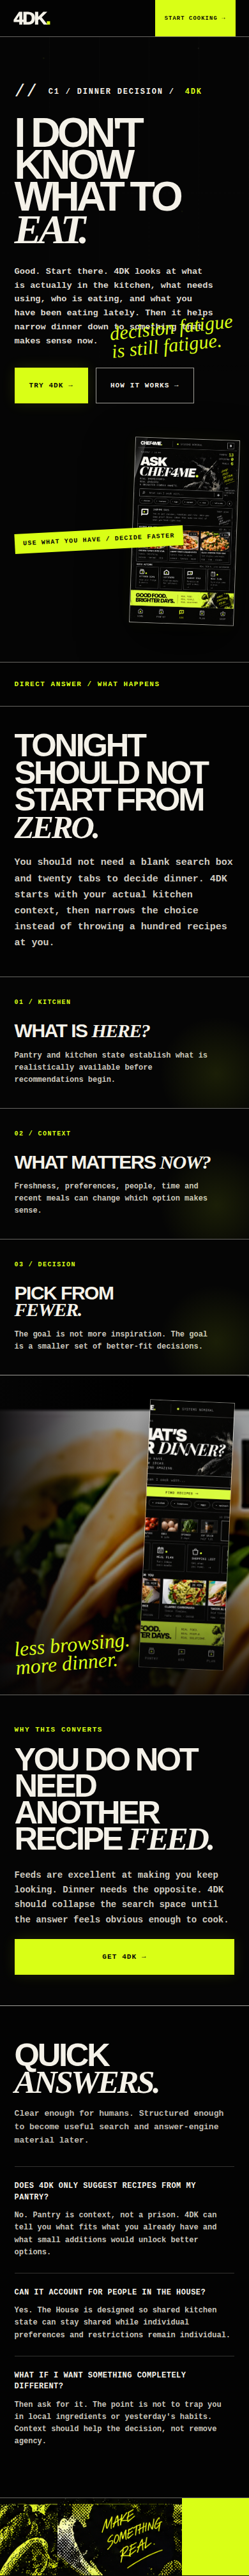 4DK.
START COOKING →
// C1 / DINNER DECISION / 4DK
I DON'T
KNOW
WHAT TO
EAT.
Good. Start there. 4DK looks at what
is actually in the kitchen, what needs
using, who is eating, and what you
have been eating lately. Then it helps
narrow dinner down to something that
makes sense now.
decision fatigue
is still fatigue.
TRY 4DK →
HOW IT WORKS →
CHEF4ME.
ASK
CHEF4ME.
USE WHAT YOU HAVE / DECIDE FASTER
GOOD FOOD.
BRIGHTER DAYS.
DIRECT ANSWER / WHAT HAPPENS
TONIGHT
SHOULD NOT
START FROM
ZERO.
You should not need a blank search box
and twenty tabs to decide dinner. 4DK
starts with your actual kitchen
context, then narrows the choice
instead of throwing a hundred recipes
at you.
01 / KITCHEN
WHAT IS HERE?
Pantry and kitchen state establish what is
realistically available before
recommendations begin.
02 / CONTEXT
WHAT MATTERS NOW?
Freshness, preferences, people, time and
recent meals can change which option makes
sense.
03 / DECISION
PICK FROM
FEWER.
The goal is not more inspiration. The goal
is a smaller set of better-fit decisions.
DINNER?
FIND RECIPES →
MEAL PLAN
SHOPPING LIST
less browsing.
more dinner.
WHY THIS CONVERTS
YOU DO NOT
NEED
ANOTHER
RECIPE FEED.
Feeds are excellent at making you keep
looking. Dinner needs the opposite. 4DK
should collapse the search space until
the answer feels obvious enough to cook.
GET 4DK →
QUICK
ANSWERS.
Clear enough for humans. Structured enough
to become useful search and answer-engine
material later.
DOES 4DK ONLY SUGGEST RECIPES FROM MY
PANTRY?
No. Pantry is context, not a prison. 4DK can
tell you what fits what you already have and
what small additions would unlock better
options.
CAN IT ACCOUNT FOR PEOPLE IN THE HOUSE?
Yes. The House is designed so shared kitchen
state can stay shared while individual
preferences and restrictions remain individual.
WHAT IF I WANT SOMETHING COMPLETELY
DIFFERENT?
Then ask for it. The point is not to trap you
in local ingredients or yesterday's habits.
Context should help the decision, not remove
agency.
MAKE
SOMETHING
REAL.